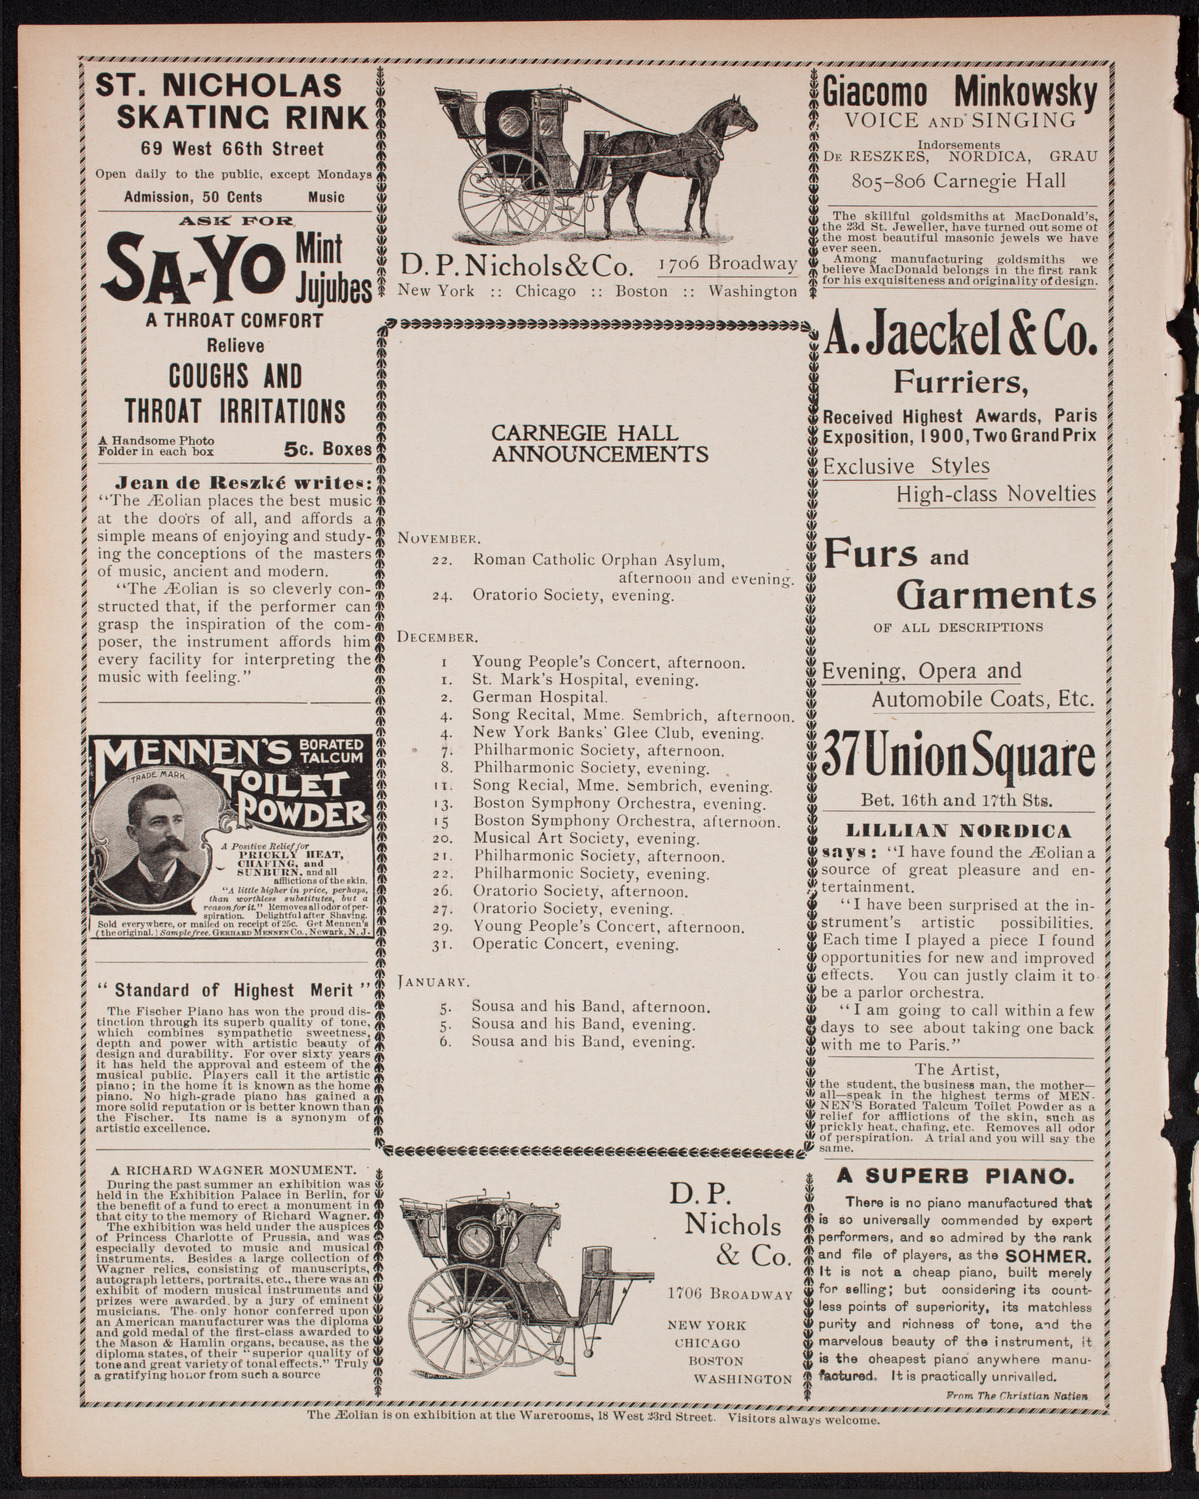 ST. NICHOLAS
SKATING RINK
69 West 66th Street
Open daily to the public, except Mondays
Admission, 50 Cents Music
ASK FOR
SA-YO Mint
Jujubes
A THROAT COMFORT
Relieve
COUGHS AND
THROAT IRRITATIONS
A Handsome Photo
Folder in each box
5c. Boxes
Jean de Reszké writes:
"The Æolian places the best music
at the doors of all, and affords a
simple means of enjoying and study-
ing the conceptions of the masters
of music, ancient and modern.
"The Æolian is so cleverly con-
structed that, if the performer can
grasp the inspiration of the com-
poser, the instrument affords him
every facility for interpreting the
music with feeling."
MENNEN'S BORATED
TALCUM
TOILET
POWDER
TRADE MARK.
A Positive Relief for
PRICKLY HEAT,
CHAFING, and
SUNBURN, and all
afflictions of the skin.
"A little higher in price, perhaps,
than worthless substitutes, but a
reason for it." Removes all odor of per-
spiration. Delightful after Shaving.
Sold everywhere, or mailed on receipt of 25c. Get Mennen's
(the original.) Sample free. GERHARD MENNEN CO., Newark, N. J.
"Standard of Highest Merit"
The Fischer Piano has won the proud dis-
tinction through its superb quality of tone,
which combines sympathetic sweetness,
depth and power with artistic beauty of
design and durability. For over sixty years
it has held the approval and esteem of the
musical public. Players call it the artistic
piano; in the home it is known as the home
piano. No high-grade piano has gained a
more solid reputation or is better known than
the Fischer. Its name is a synonym of
artistic excellence.
A RICHARD WAGNER MONUMENT.
During the past summer an exhibition was
held in the Exhibition Palace in Berlin, for
the benefit of a fund to erect a monument in
that city to the memory of Richard Wagner.
The exhibition was held under the auspices
of Princess Charlotte of Prussia, and was
especially devoted to music and musical
instruments. Besides a large collection of
Wagner relics, consisting of manuscripts,
autograph letters, portraits, etc., there was an
exhibit of modern musical instruments and
prizes were awarded by a jury of eminent
musicians. The only honor conferred upon
an American manufacturer was the diploma
and gold medal of the first-class awarded to
the Mason & Hamlin organs, because, as the
diploma states, of their "superior quality of
tone and great variety of tonal effects." Truly
a gratifying honor from such a source
D. P. Nichols & Co. 1706 Broadway
New York :: Chicago :: Boston :: Washington
CARNEGIE HALL
ANNOUNCEMENTS
NOVEMBER.
22. Roman Catholic Orphan Asylum,
afternoon and evening.
24. Oratorio Society, evening.
DECEMBER.
1 Young People's Concert, afternoon.
1. St. Mark's Hospital, evening.
2. German Hospital.
4. Song Recital, Mme. Sembrich, afternoon.
4. New York Banks' Glee Club, evening.
7. Philharmonic Society, afternoon.
8. Philharmonic Society, evening.
11. Song Recial, Mme. Sembrich, evening.
13. Boston Symphony Orchestra, evening.
15 Boston Symphony Orchestra, afternoon.
20. Musical Art Society, evening.
21. Philharmonic Society, afternoon.
22. Philharmonic Society, evening.
26. Oratorio Society, afternoon.
27. Oratorio Society, evening.
29. Young People's Concert, afternoon.
31. Operatic Concert, evening.
JANUARY.
5. Sousa and his Band, afternoon.
5. Sousa and his Band, evening.
6. Sousa and his Band, evening.
D. P.
Nichols
& Co.
1706 BROADWAY
NEW YORK
CHICAGO
BOSTON
WASHINGTON
Giacomo Minkowsky
VOICE AND SINGING
Indorsements
DE RESZKES, NORDICA, GRAU
805-806 Carnegie Hall
The skillful goldsmiths at MacDonald's,
the 23d St. Jeweller, have turned out some of
the most beautiful masonic jewels we have
ever seen.
Among manufacturing goldsmiths we
believe MacDonald belongs in the first rank
for his exquisiteness and originality of design.
A. Jaeckel & Co.
Furriers,
Received Highest Awards, Paris
Exposition, 1900, Two Grand Prix
Exclusive Styles
High-class Novelties
Furs and
Garments
OF ALL DESCRIPTIONS
Evening, Opera and
Automobile Coats, Etc.
37 Union Square
Bet. 16th and 17th Sts.
LILLIAN NORDICA
says: "I have found the Æolian a
source of great pleasure and en-
tertainment.
"I have been surprised at the in-
strument's artistic possibilities.
Each time I played a piece I found
opportunities for new and improved
effects. You can justly claim it to
be a parlor orchestra.
"I am going to call within a few
days to see about taking one back
with me to Paris."
The Artist,
the student, the business man, the mother—
all—speak in the highest terms of MEN-
NEN'S Borated Talcum Toilet Powder as a
relief for afflictions of the skin, such as
prickly heat, chafing, etc. Removes all odor
of perspiration. A trial and you will say the
same.
A SUPERB PIANO.
There is no piano manufactured that
is so universally commended by expert
performers, and so admired by the rank
and file of players, as the SOHMER.
It is not a cheap piano, built merely
for selling; but considering its count-
less points of superiority, its matchless
purity and richness of tone, and the
marvelous beauty of the instrument, it
is the cheapest piano anywhere manu-
factured. It is practically unrivalled.
From The Christian Nation
The Æolian is on exhibition at the Warerooms, 18 West 23rd Street. Visitors always welcome.